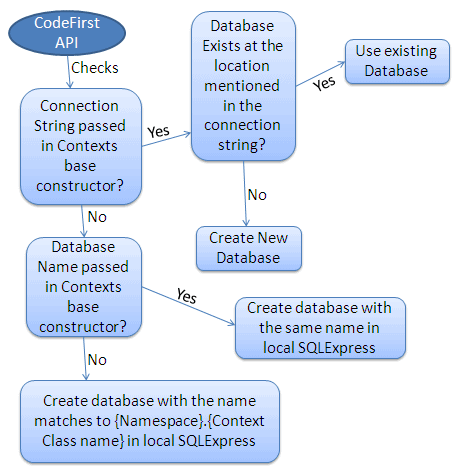 CodeFirst
API
Checks
Connection
String passed
in Contexts
base
constructor?
Yes
Database
Exists at the
location
mentioned
in the
connection
string?
Yes
Use existing
Database
No
Create New
Database
No
Database
Name passed
in Contexts
base
constructor?
Yes
Create database with
the same name in
local SQLExpress
No
Create database with the name
matches to {Namespace}.{Context
Class name} in local SQLExpress